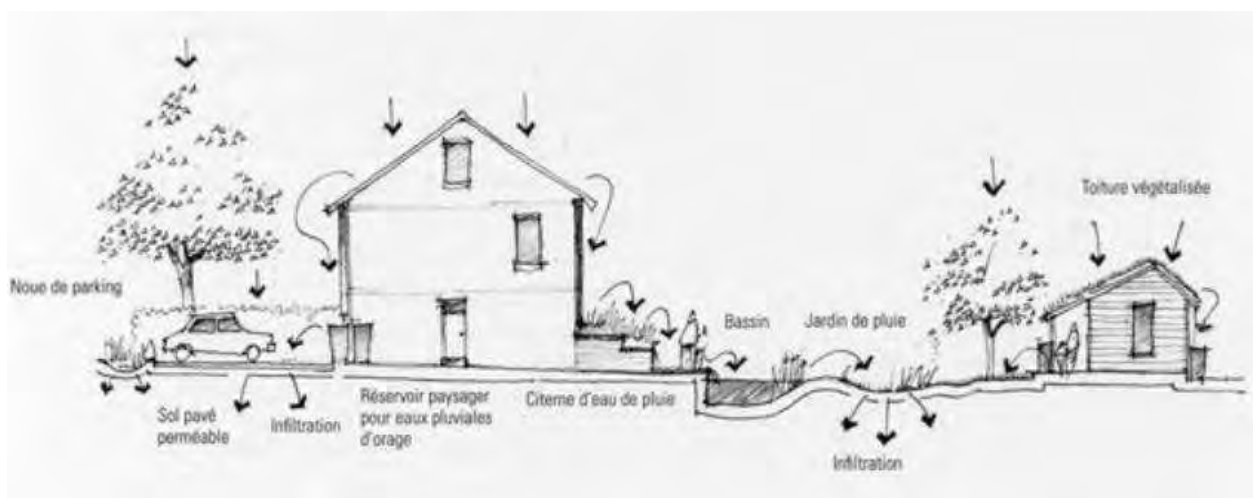 Toiture végétalisée
Noue de parking
Bassin
Jardin de pluie
Sol pavé
perméable
Infiltration
Réservoir paysager
pour eaux pluviales
d'orage
Citerne d'eau de pluie
Infiltration